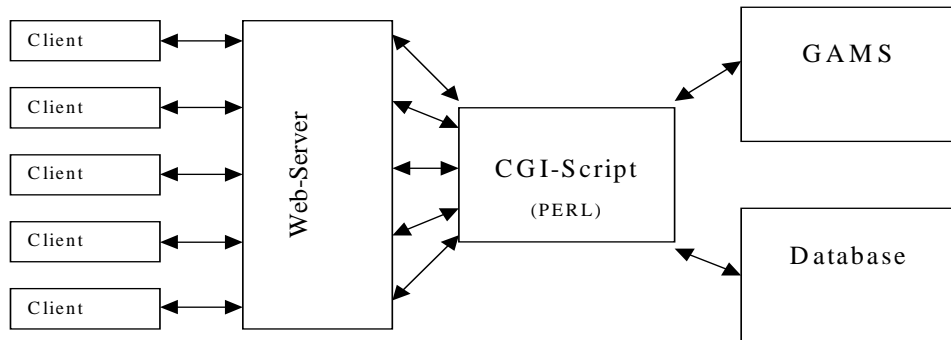 Client
Client
Client
Client
Client
Web-Server
CGI-Script
(PERL)
GAMS
Database